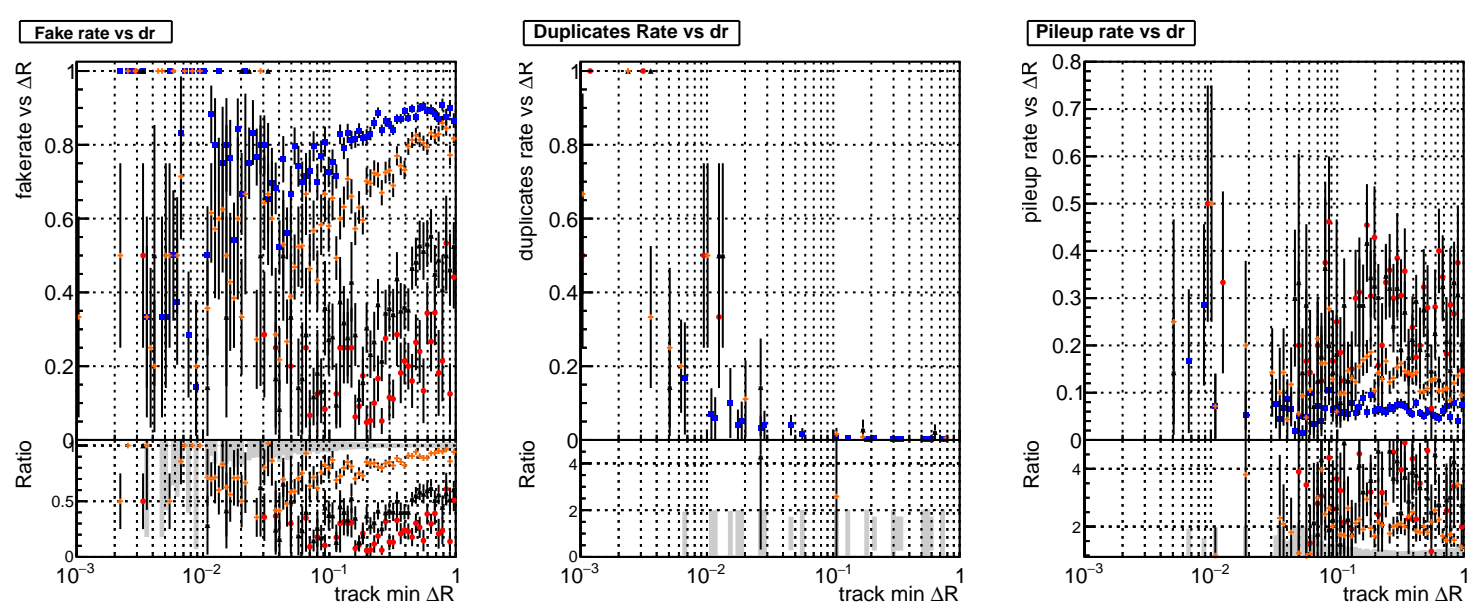 Fake rate vs dr
fakerate vs ΔR
1
0.8
0.6
0.4
0.2
0
Ratio
1
0.5
0
10⁻³ 10⁻² 10⁻¹ 1
track min ΔR
Duplicates Rate vs dr
duplicates rate vs ΔR
1
0.8
0.6
0.4
0.2
0
Ratio
4
2
0
10⁻³ 10⁻² 10⁻¹ 1
track min ΔR
Pileup rate vs dr
pileup rate vs ΔR
0.8
0.7
0.6
0.5
0.4
0.3
0.2
0.1
0
Ratio
4
2
10⁻³ 10⁻² 10⁻¹ 1
track min ΔR